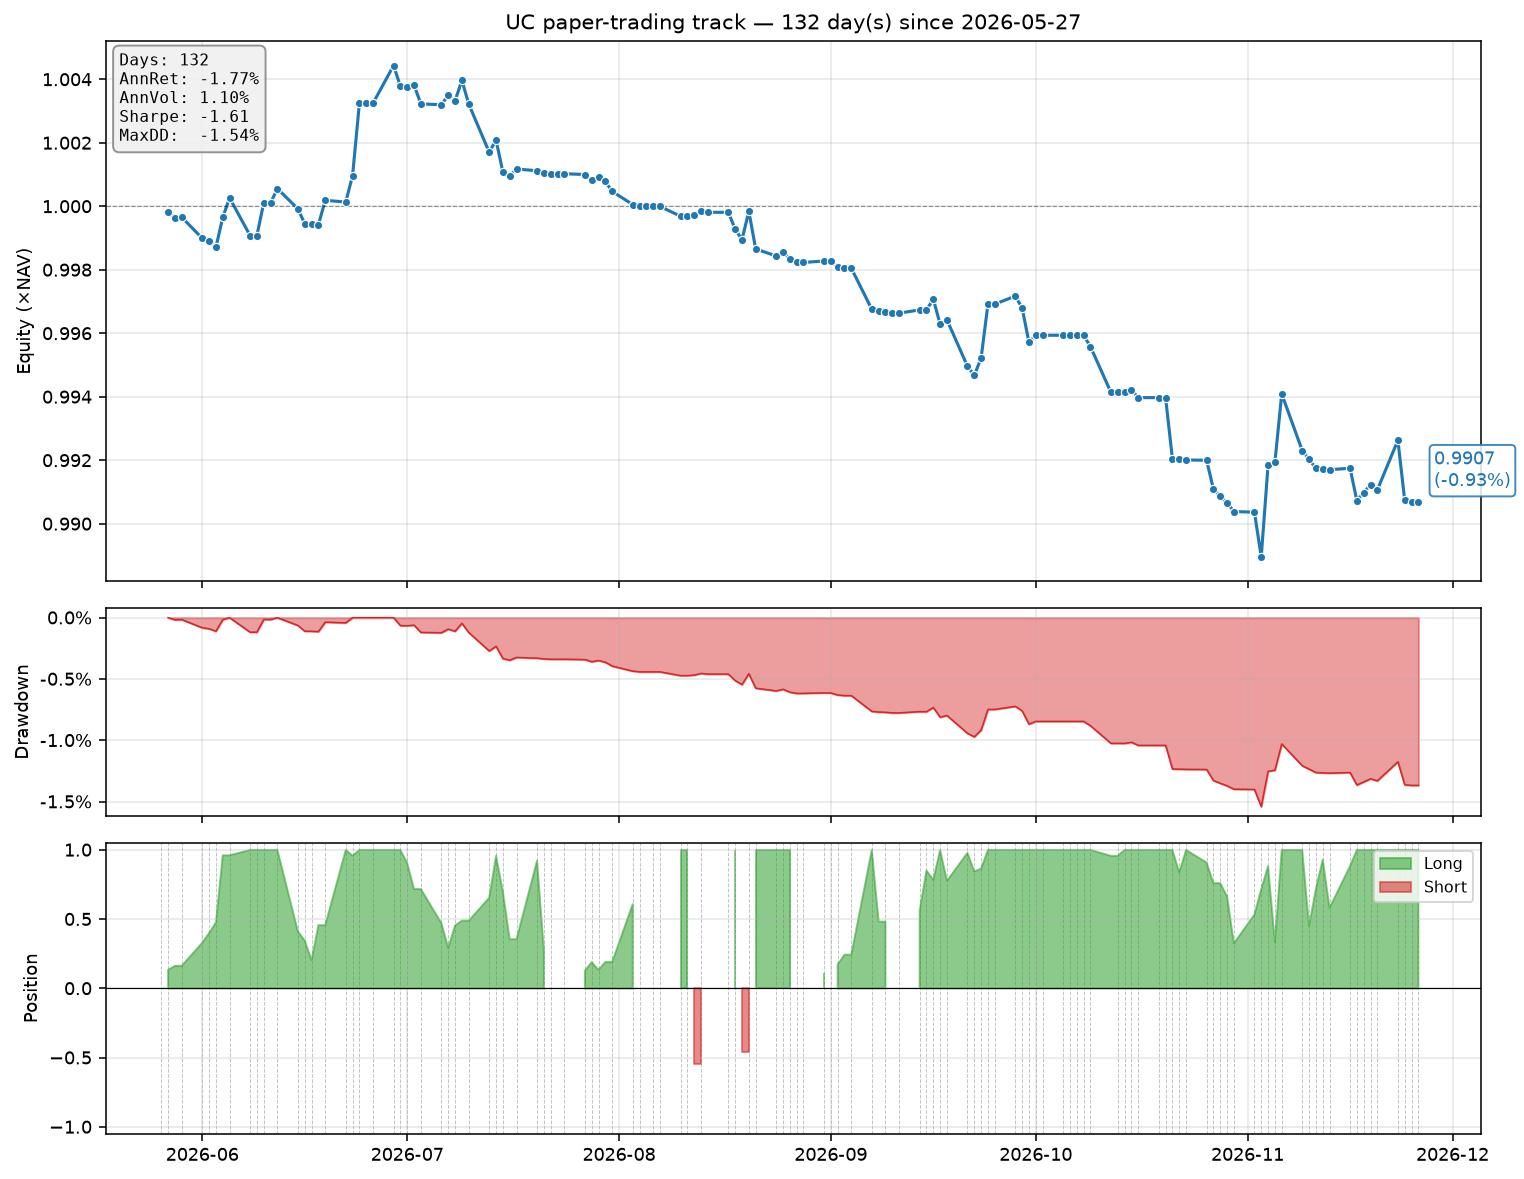 UC paper-trading track — 132 day(s) since 2026-05-27
Days: 132
AnnRet: -1.77%
AnnVol: 1.10%
Sharpe: -1.61
MaxDD:  -1.54%
Equity (×NAV)
1.004
1.002
1.000
0.998
0.996
0.994
0.992
0.990
0.9907
(-0.93%)
Drawdown
0.0%
-0.5%
-1.0%
-1.5%
Position
1.0
0.5
0.0
−0.5
−1.0
Long
Short
2026-06
2026-07
2026-08
2026-09
2026-10
2026-11
2026-12